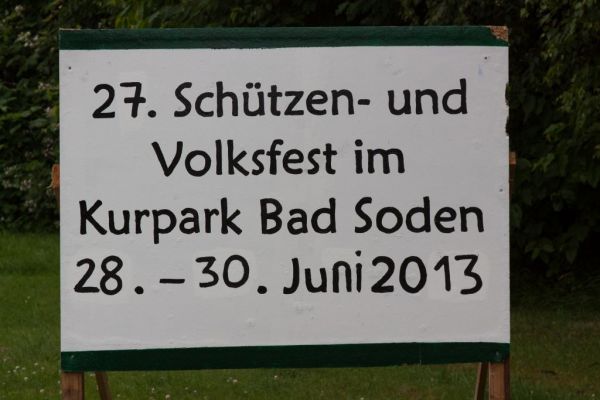 27. Schützen- und
Volksfest im
Kurpark Bad Soden
28. – 30. Juni 2013